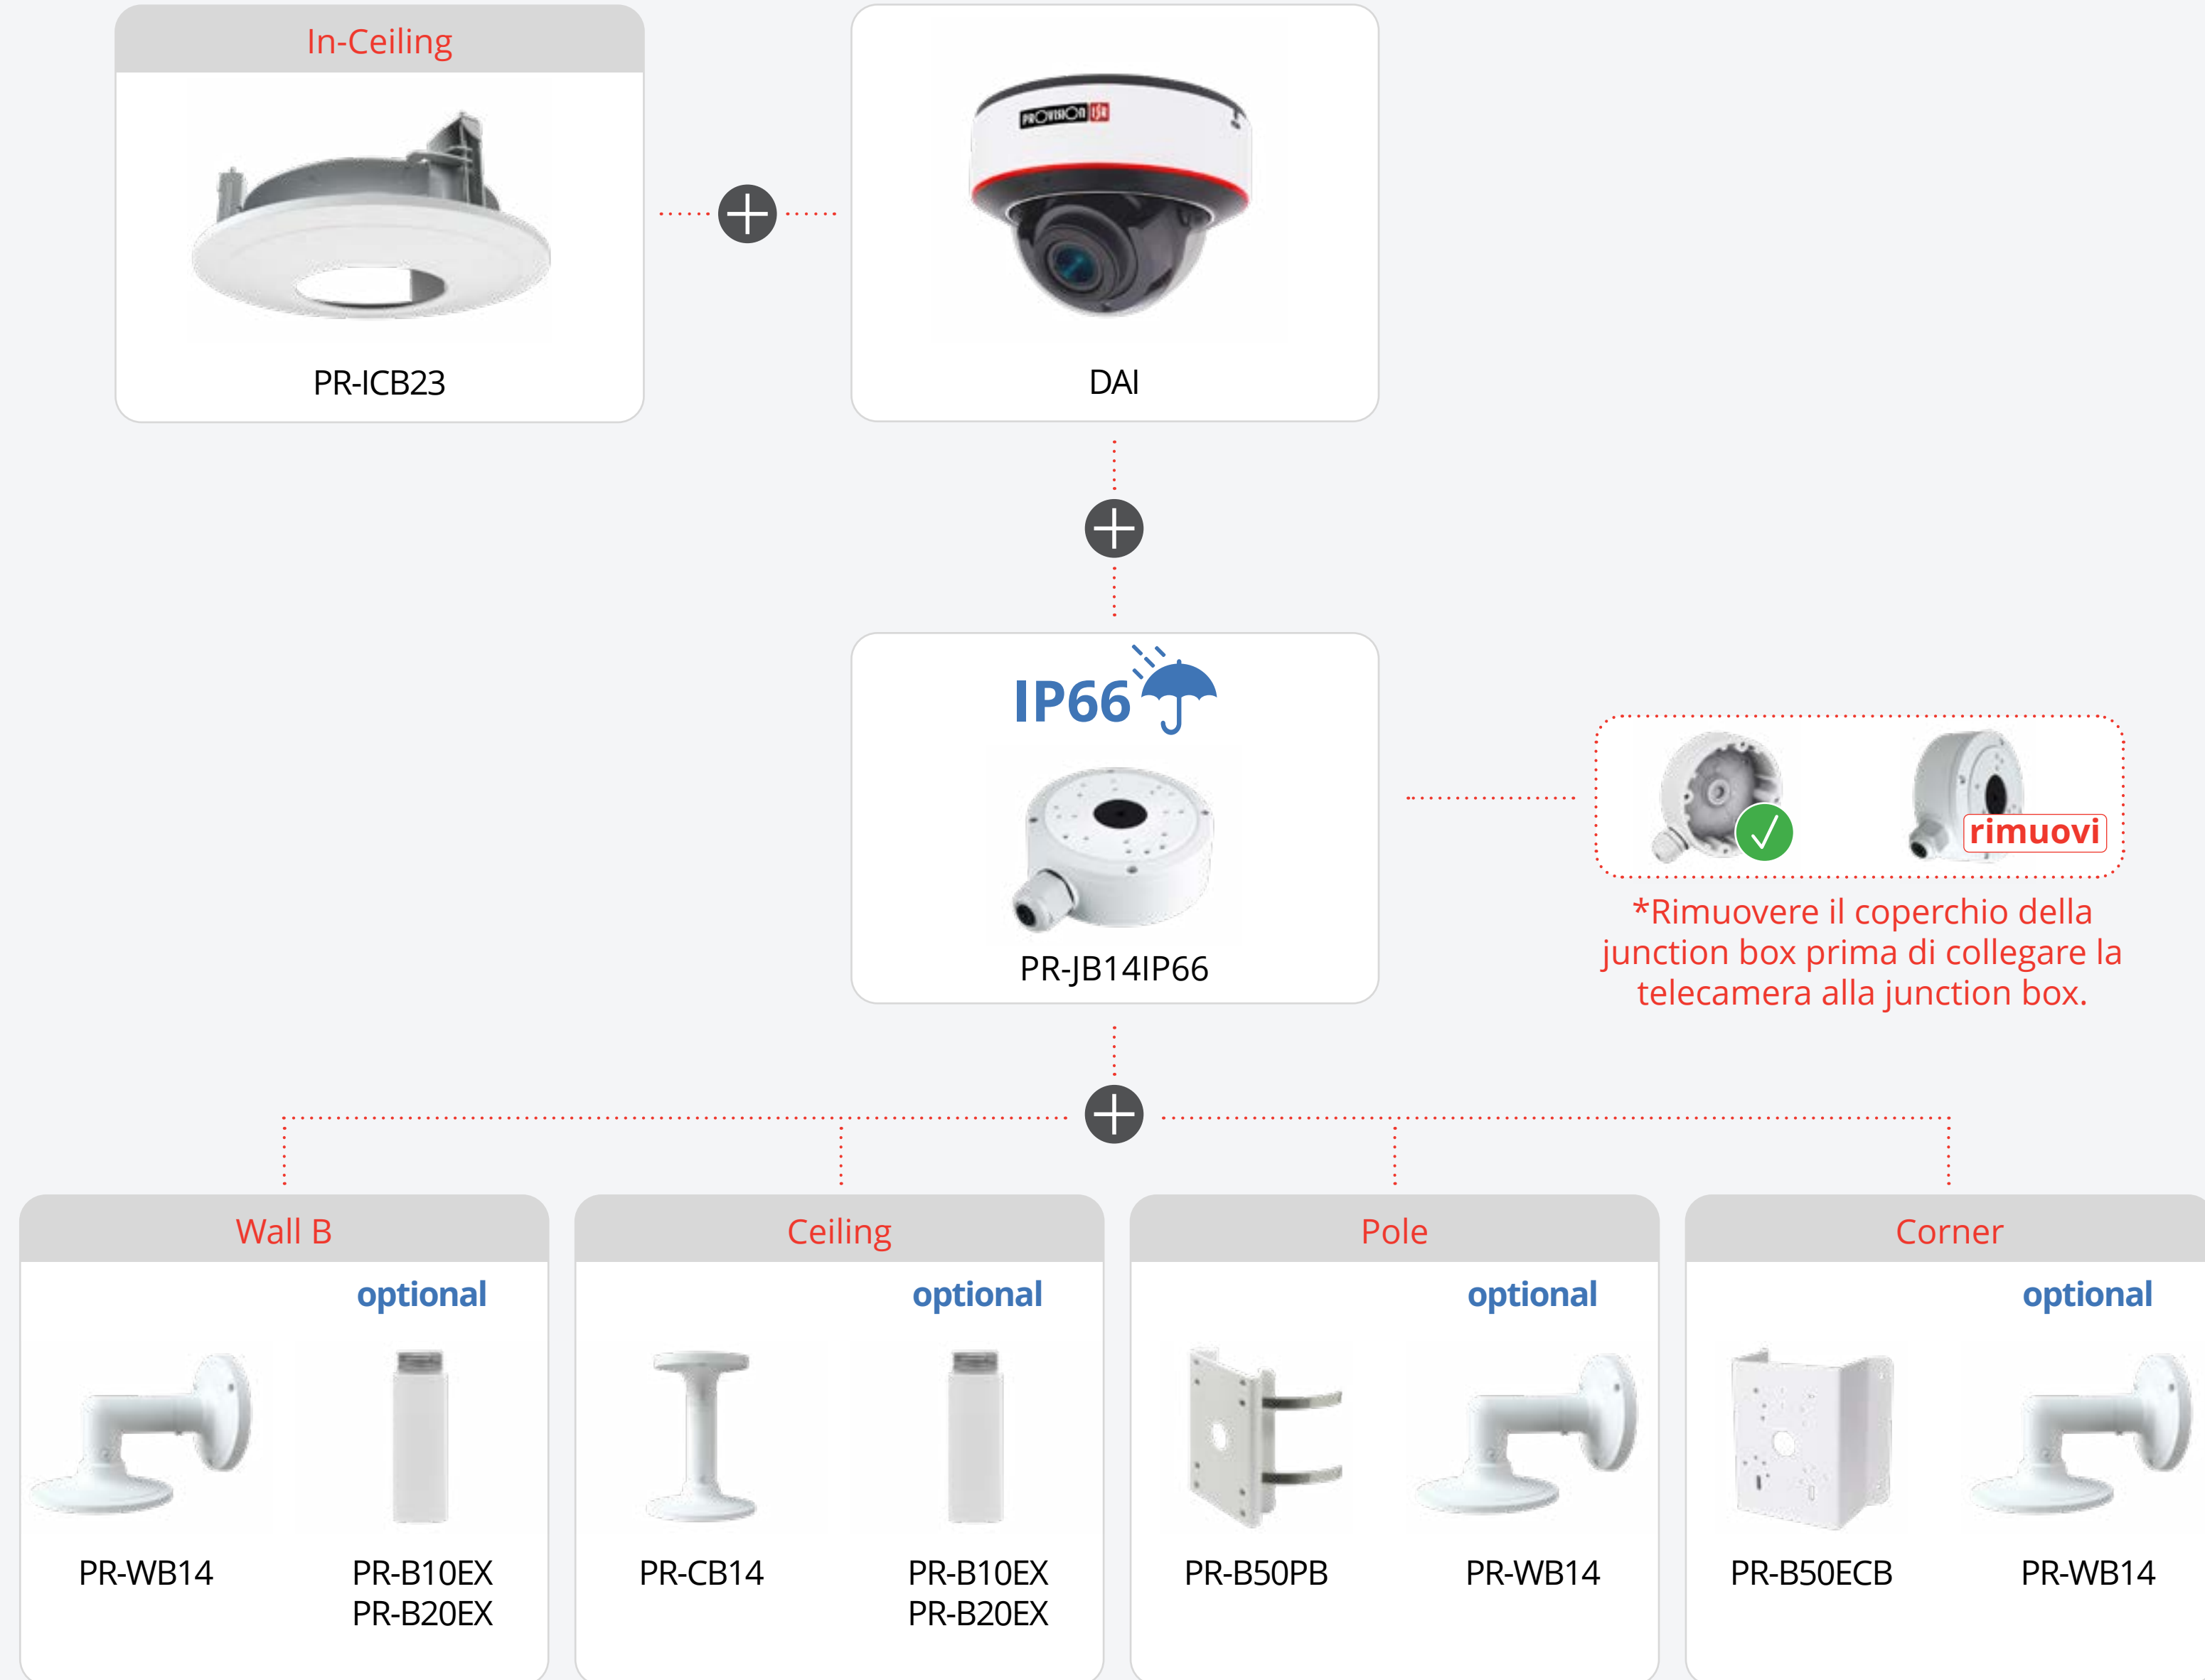 In-Ceiling
PR-ICB23
PROVISION ISR
DAI
IP66
PR-JB14IP66
rimuovi
*Rimuovere il coperchio della
junction box prima di collegare la
telecamera alla junction box.
Wall B
optional
PR-WB14
PR-B10EX
PR-B20EX
Ceiling
optional
PR-CB14
PR-B10EX
PR-B20EX
Pole
optional
PR-B50PB
PR-WB14
Corner
optional
PR-B50ECB
PR-WB14